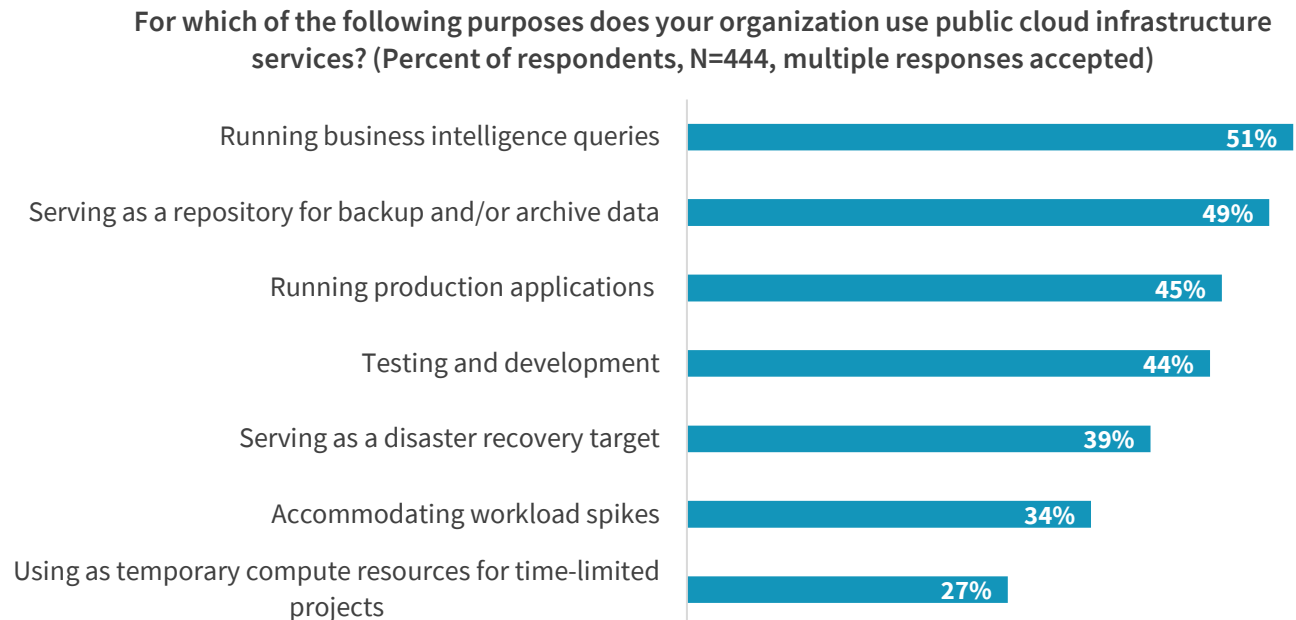 For which of the following purposes does your organization use public cloud infrastructure
services? (Percent of respondents, N=444, multiple responses accepted)
Running business intelligence queries
51%
Serving as a repository for backup and/or archive data
49%
Running production applications
45%
Testing and development
44%
Serving as a disaster recovery target
39%
Accommodating workload spikes
34%
Using as temporary compute resources for time-limited
projects
27%